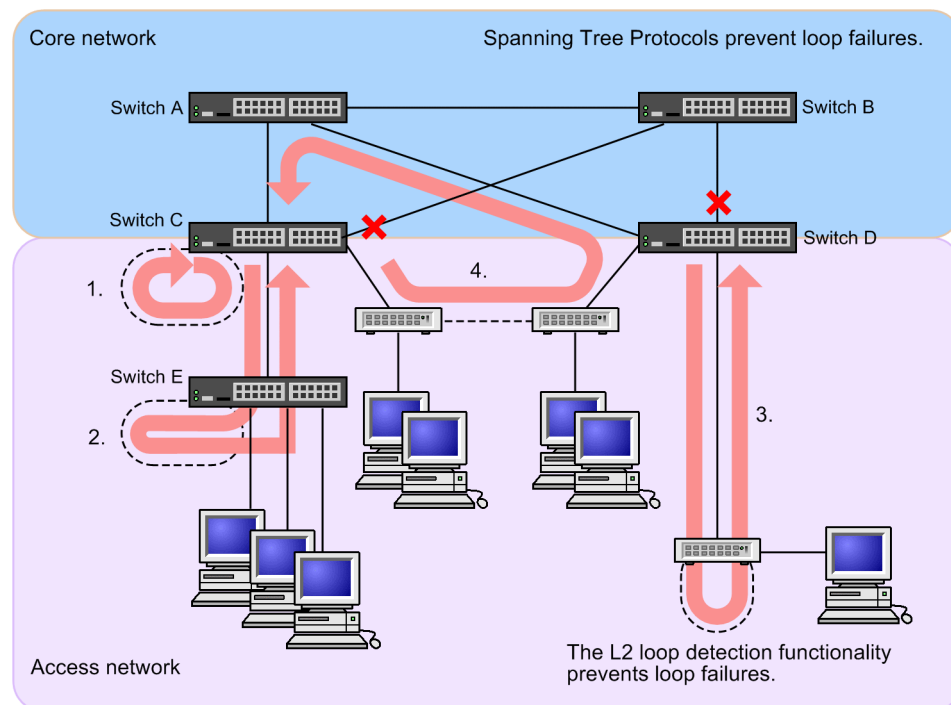 Core network
Spanning Tree Protocols prevent loop failures.
Switch A
Switch B
Switch C
Switch D
1.
4.
Switch E
2.
3.
The L2 loop detection functionality
prevents loop failures.
Access network